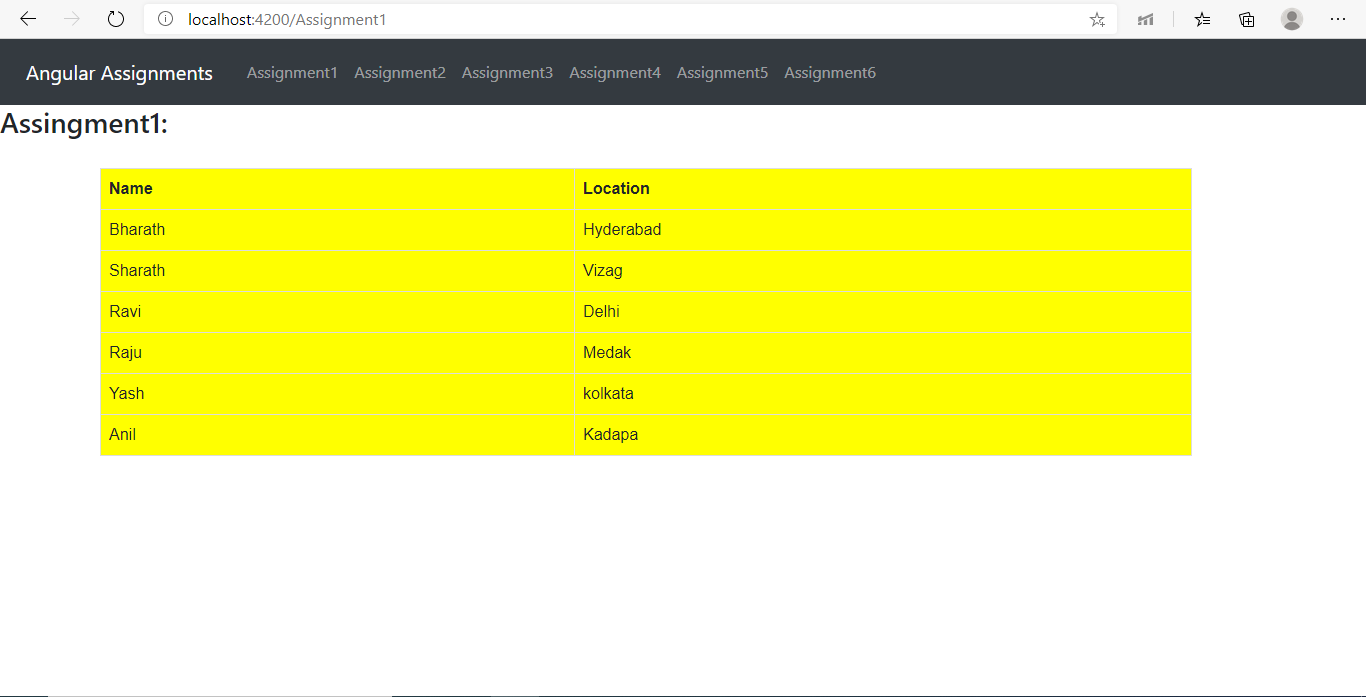 localhost:4200/Assignment1
Angular Assignments Assignment1 Assignment2 Assignment3 Assignment4 Assignment5 Assignment6
Assingment1:
Name Location
Bharath Hyderabad
Sharath Vizag
Ravi Delhi
Raju Medak
Yash kolkata
Anil Kadapa